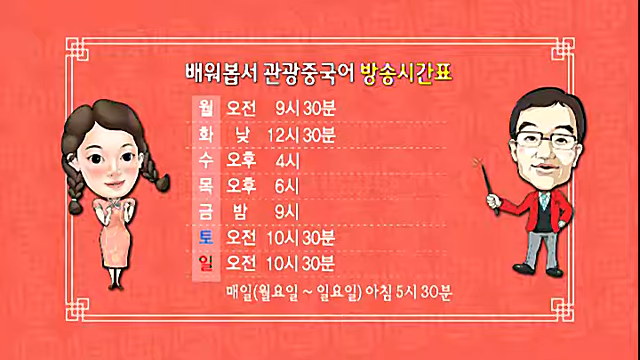 배워봅서 관광중국어 방송시간표
월 오전 9시 30분
화 낮 12시 30분
수 오후 4시
목 오후 6시
금 밤 9시
토 오전 10시 30분
일 오전 10시 30분
매일(월요일 ~ 일요일) 아침 5시 30분